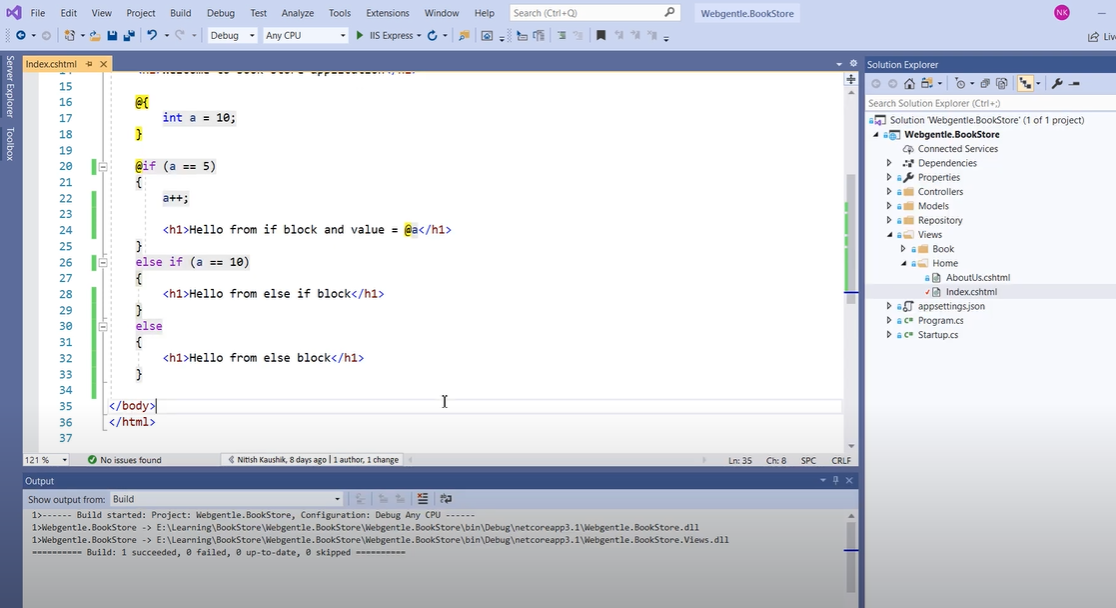 File Edit View Project Build Debug Test Analyze Tools Extensions Window Help Search (Ctrl+Q) Webgentle.BookStore NK
Debug Any CPU IIS Express Live
Server Explorer
Toolbox
Index.cshtml
15
16 @{
17 int a = 10;
18 }
19
20 @if (a == 5)
21 {
22 a++;
23
24 <h1>Hello from if block and value = @a</h1>
25 }
26 else if (a == 10)
27 {
28 <h1>Hello from else if block</h1>
29 }
30 else
31 {
32 <h1>Hello from else block</h1>
33 }
34
35 </body>
36 </html>
37
121 % No issues found Nitish Kaushik, 8 days ago | 1 author, 1 change Ln: 35 Ch: 8 SPC CRLF
Output
Show output from: Build
1>------ Build started: Project: Webgentle.BookStore, Configuration: Debug Any CPU ------
1>Webgentle.BookStore -> E:\Learning\BookStore\Webgentle.BookStore\Webgentle.BookStore\bin\Debug\netcoreapp3.1\Webgentle.BookStore.dll
1>Webgentle.BookStore -> E:\Learning\BookStore\Webgentle.BookStore\Webgentle.BookStore\bin\Debug\netcoreapp3.1\Webgentle.BookStore.Views.dll
========== Build: 1 succeeded, 0 failed, 0 up-to-date, 0 skipped ==========
Solution Explorer
Search Solution Explorer (Ctrl+;)
Solution 'Webgentle.BookStore' (1 of 1 project)
Webgentle.BookStore
Connected Services
Dependencies
Properties
Controllers
Models
Repository
Views
Book
Home
AboutUs.cshtml
Index.cshtml
appsettings.json
Program.cs
Startup.cs